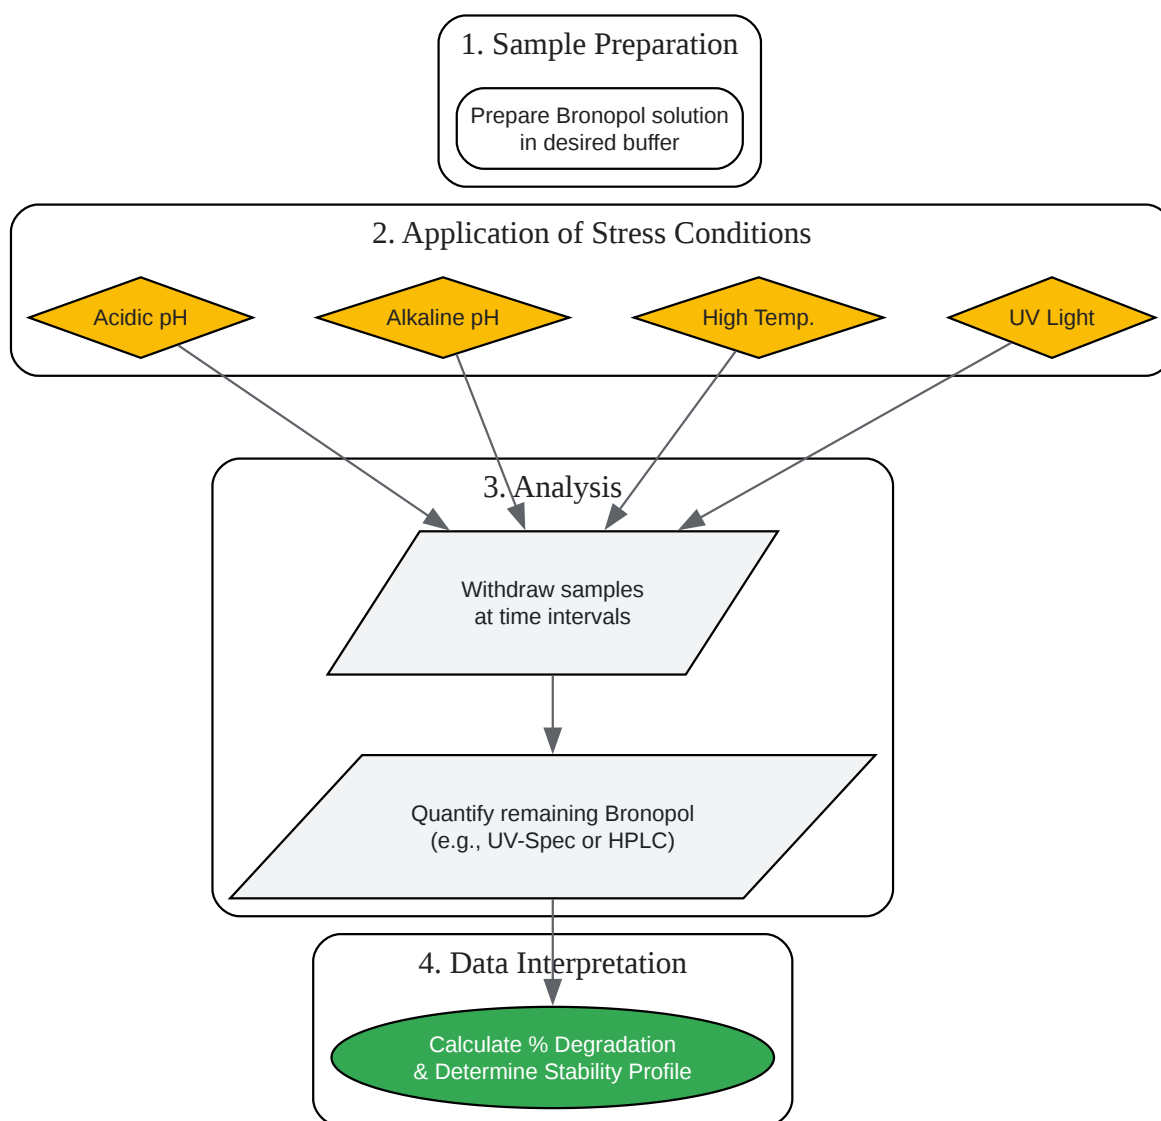 1. Sample Preparation
Prepare Bronopol solution
in desired buffer
2. Application of Stress Conditions
Acidic pH
Alkaline pH
High Temp.
UV Light
3. Analysis
Withdraw samples
at time intervals
Quantify remaining Bronopol
(e.g., UV-Spec or HPLC)
4. Data Interpretation
Calculate % Degradation
& Determine Stability Profile